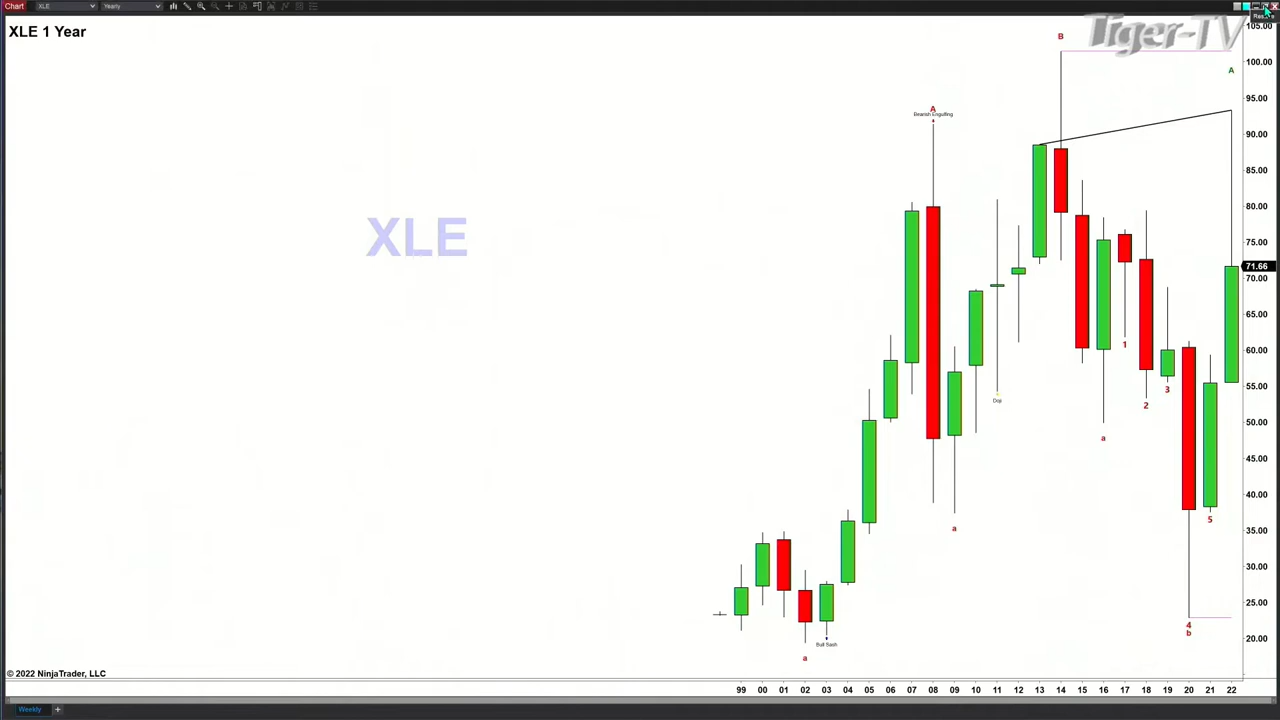 Chart XLE Yearly
XLE 1 Year
Tiger-TV
XLE
B
A
Bearish Engulfing
A
105.00
100.00
95.00
90.00
85.00
80.00
75.00
71.66
70.00
65.00
60.00
55.00
50.00
45.00
40.00
35.00
30.00
25.00
20.00
Doji
1
3
2
a
5
a
4
b
Bull Sash
a
© 2022 NinjaTrader, LLC
99 00 01 02 03 04 05 06 07 08 09 10 11 12 13 14 15 16 17 18 19 20 21 22
Weekly +